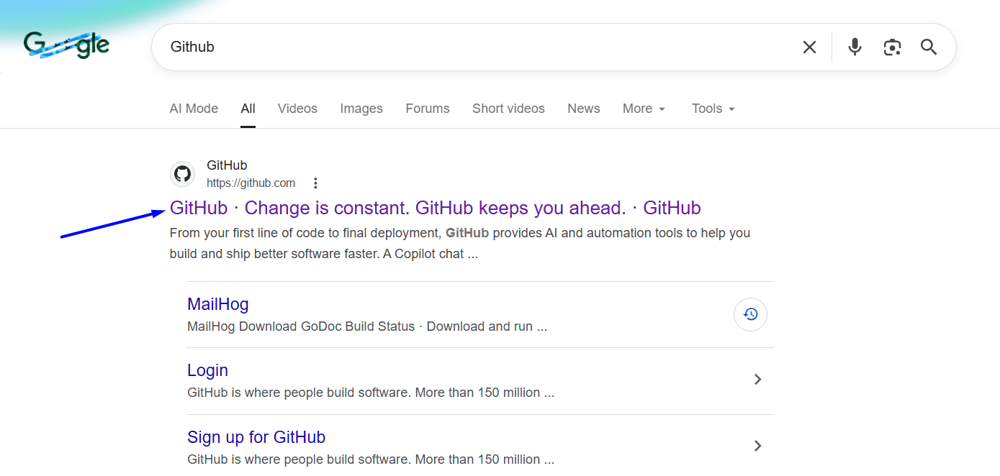 Google
Github
AI Mode All Videos Images Forums Short videos News More Tools
GitHub
https://github.com
GitHub · Change is constant. GitHub keeps you ahead. · GitHub
From your first line of code to final deployment, GitHub provides AI and automation tools to help you
build and ship better software faster. A Copilot chat ...
MailHog
MailHog Download GoDoc Build Status · Download and run ...
Login
GitHub is where people build software. More than 150 million ...
Sign up for GitHub
GitHub is where people build software. More than 150 million ...